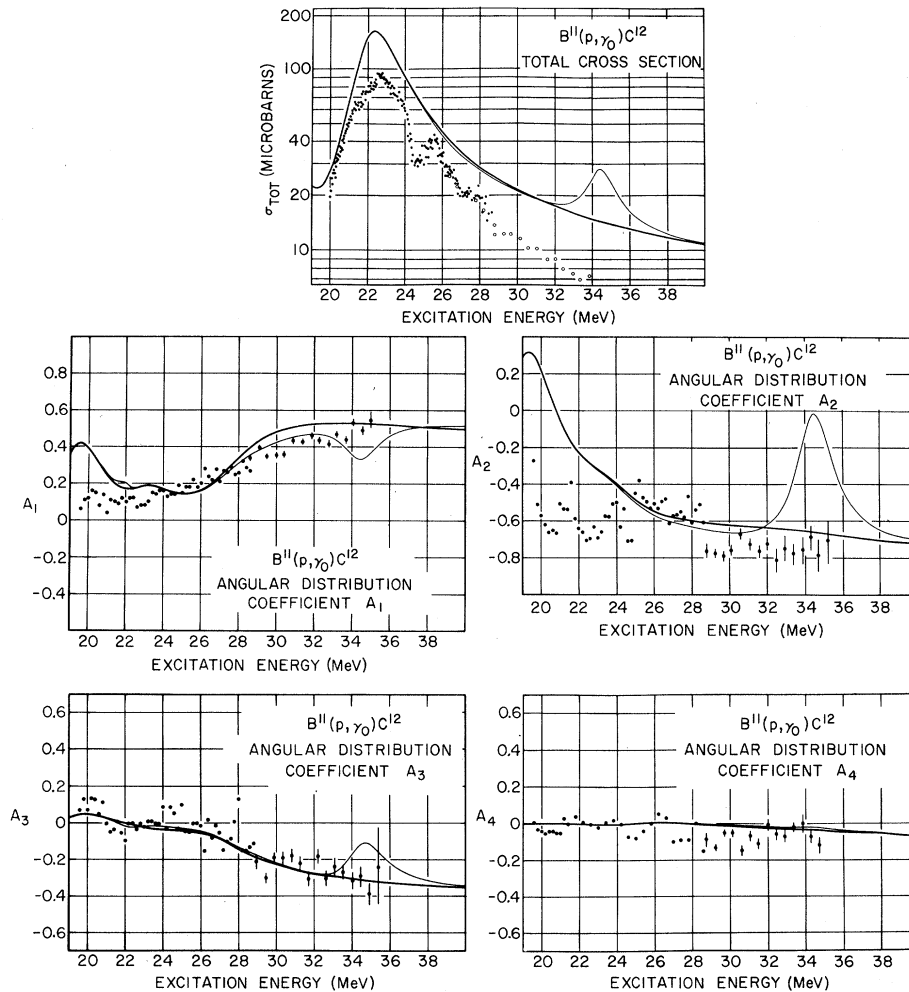 B¹¹(p,γ₀)C¹²
TOTAL CROSS SECTION
200
100
40
20
10
σ_TOT (MICROBARNS)
20 22 24 26 28 30 32 34 36 38
EXCITATION ENERGY (MeV)
0.8
0.6
0.4
0.2
0
-0.2
-0.4
A₁
B¹¹(p,γ₀)C¹²
ANGULAR DISTRIBUTION
COEFFICIENT A₁
20 22 24 26 28 30 32 34 36 38
EXCITATION ENERGY (MeV)
0.2
0
-0.2
-0.4
-0.6
-0.8
A₂
B¹¹(p,γ₀)C¹²
ANGULAR DISTRIBUTION
COEFFICIENT A₂
20 22 24 26 28 30 32 34 36 38
EXCITATION ENERGY (MeV)
0.6
0.4
0.2
0
-0.2
-0.4
-0.6
A₃
B¹¹(p,γ₀)C¹²
ANGULAR DISTRIBUTION
COEFFICIENT A₃
20 22 24 26 28 30 32 34 36 38
EXCITATION ENERGY (MeV)
0.6
0.4
0.2
0
-0.2
-0.4
-0.6
A₄
B¹¹(p,γ₀)C¹²
ANGULAR DISTRIBUTION
COEFFICIENT A₄
20 22 24 26 28 30 32 34 36 38
EXCITATION ENERGY (MeV)